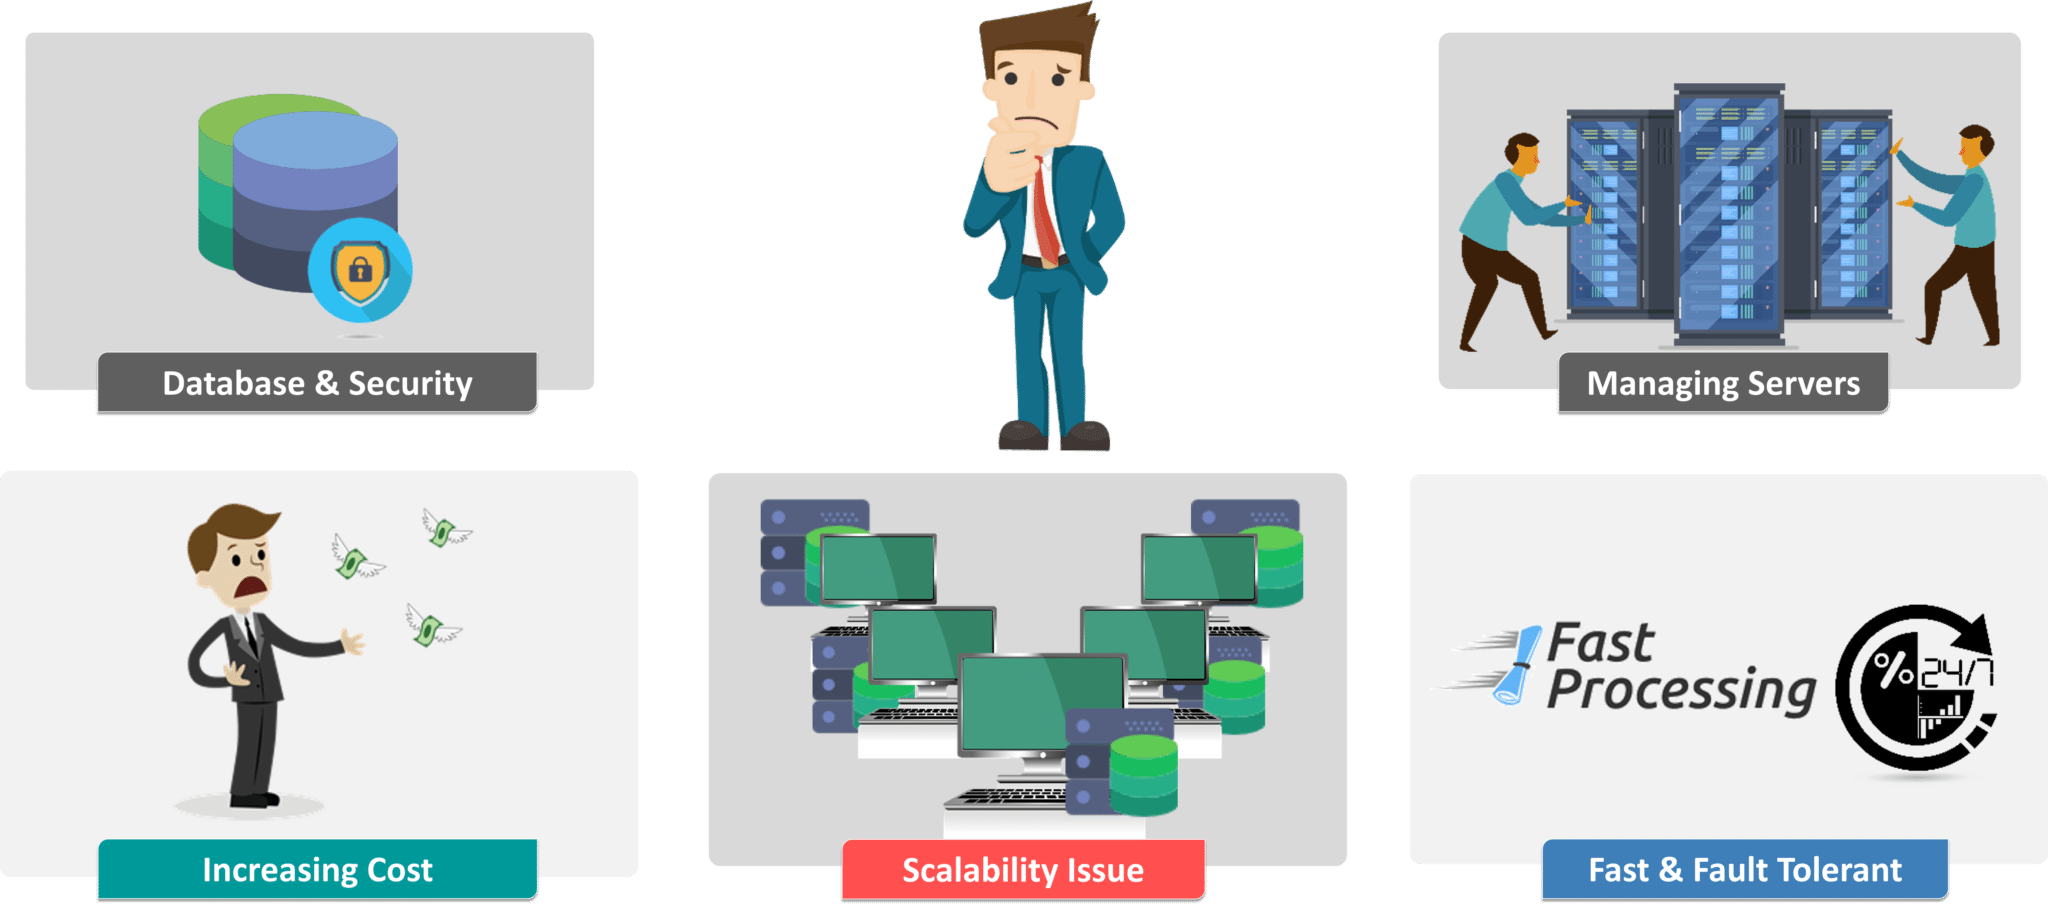 Database & Security
Managing Servers
Fast
Processing
% 24/7
Increasing Cost
Scalability Issue
Fast & Fault Tolerant